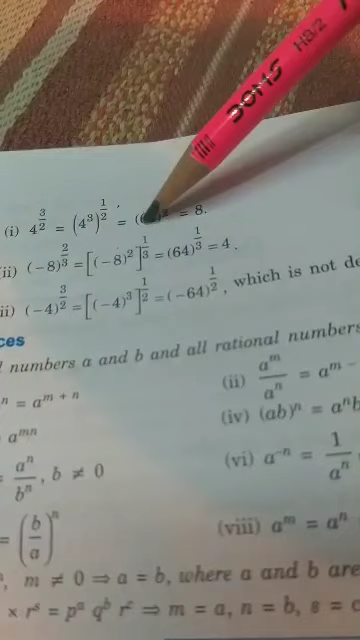 DOMS HB/2
(i) 4^{3/2} = (4^3)^{1/2} = (6 = 8.
ii) (-8)^{2/3} = [(-8)^2]^{1/3} = (64)^{1/3} = 4.
ii) (-4)^{3/2} = [(-4)^3]^{1/2} = (-64)^{1/2}, which is not de
ces
numbers a and b and all rational numbers
^n = a^{m + n} (ii) a^m/a^n = a^{m -
a^{mn} (iv) (ab)^n = a^n b
= a^n/b^n, b ≠ 0 (vi) a^{-n} = 1/a^n
= (b/a)^n (viii) a^m = a^n
, m ≠ 0 ⇒ a = b, where a and b are
× r^s = p^a q^b r^c ⇒ m = a, n = b, s = c